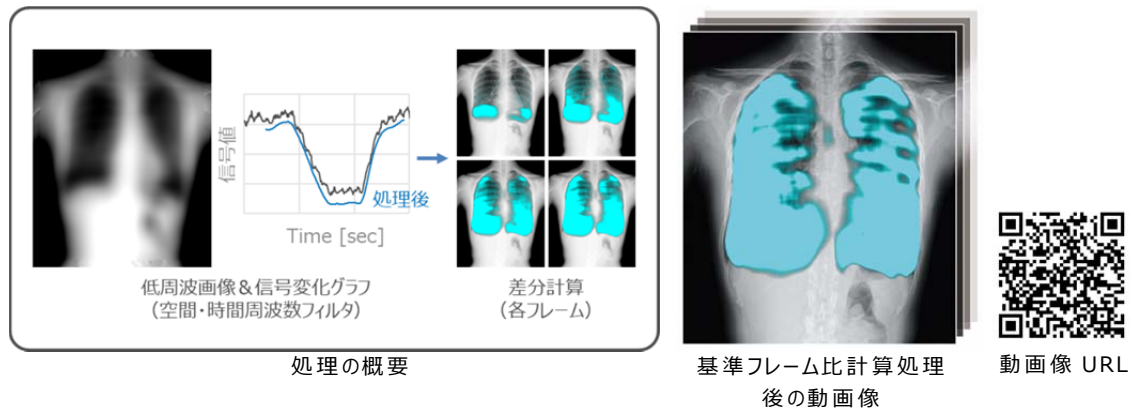 信号値
処理後
Time [sec]
低周波画像&信号変化グラフ
(空間・時間周波数フィルタ)
差分計算
(各フレーム)
処理の概要
基準フレーム比計算処理
後の動画像
動画像 URL